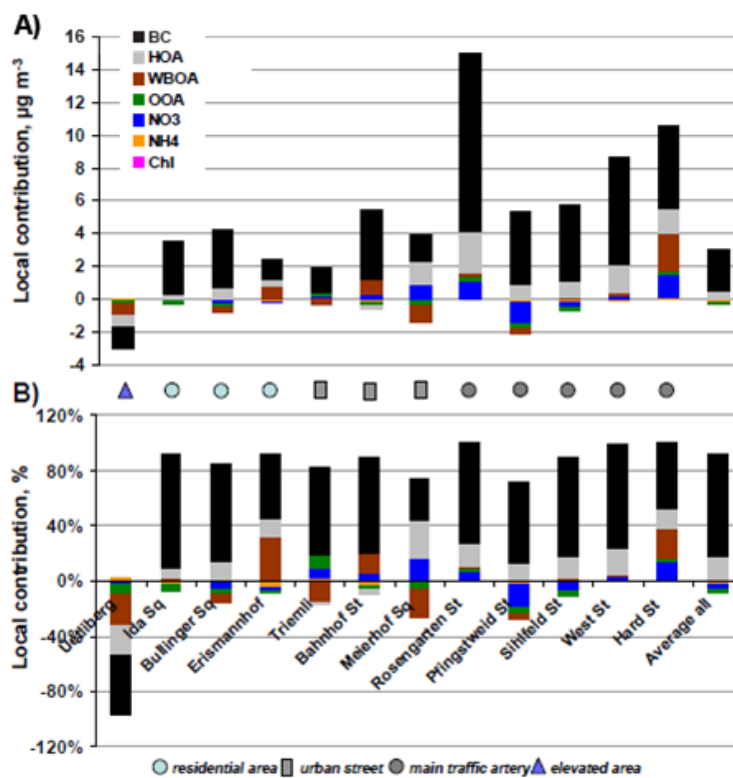 A)
Local contribution, µg m-3
16
14
12
10
8
6
4
2
0
-2
-4
BC
HOA
WBOA
OOA
NO3
NH4
Chl
B)
Local contribution, %
120%
80%
40%
0%
-40%
-80%
-120%
Uetliberg
Ida Sq
Bullinger Sq
Erismannhof
Triemli
Bahnhof St
Meierhof Sq
Rosengarten St
Pfingstweid St
Sihlfeld St
West St
Hard St
Average all
residential area urban street main traffic artery elevated area